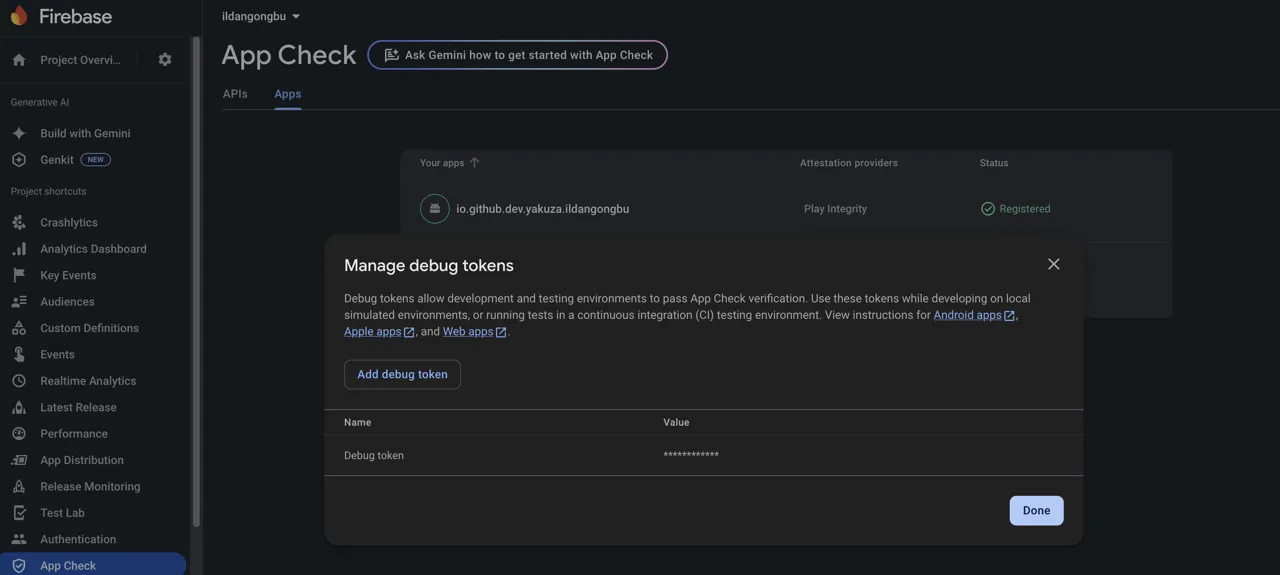 Firebase
Project Overvi...
Generative AI
Build with Gemini
Genkit NEW
Project shortcuts
Crashlytics
Analytics Dashboard
Key Events
Audiences
Custom Definitions
Events
Realtime Analytics
Latest Release
Performance
App Distribution
Release Monitoring
Test Lab
Authentication
App Check
ildangongbu
App Check
Ask Gemini how to get started with App Check
APIs Apps
Your apps Attestation providers Status
io.github.dev.yakuza.ildangongbu Play Integrity Registered
Manage debug tokens
Debug tokens allow development and testing environments to pass App Check verification. Use these tokens while developing on local
simulated environments, or running tests in a continuous integration (CI) testing environment. View instructions for Android apps,
Apple apps, and Web apps.
Add debug token
Name Value
Debug token ************
Done